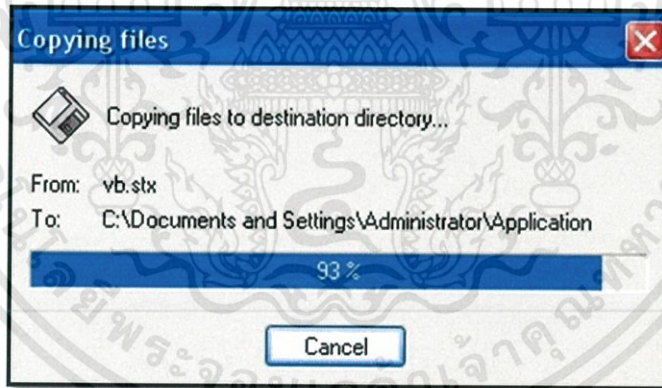 Copying files
Copying files to destination directory...
From: vb.stx
To: C:\Documents and Settings\Administrator\Application
93 %
Cancel